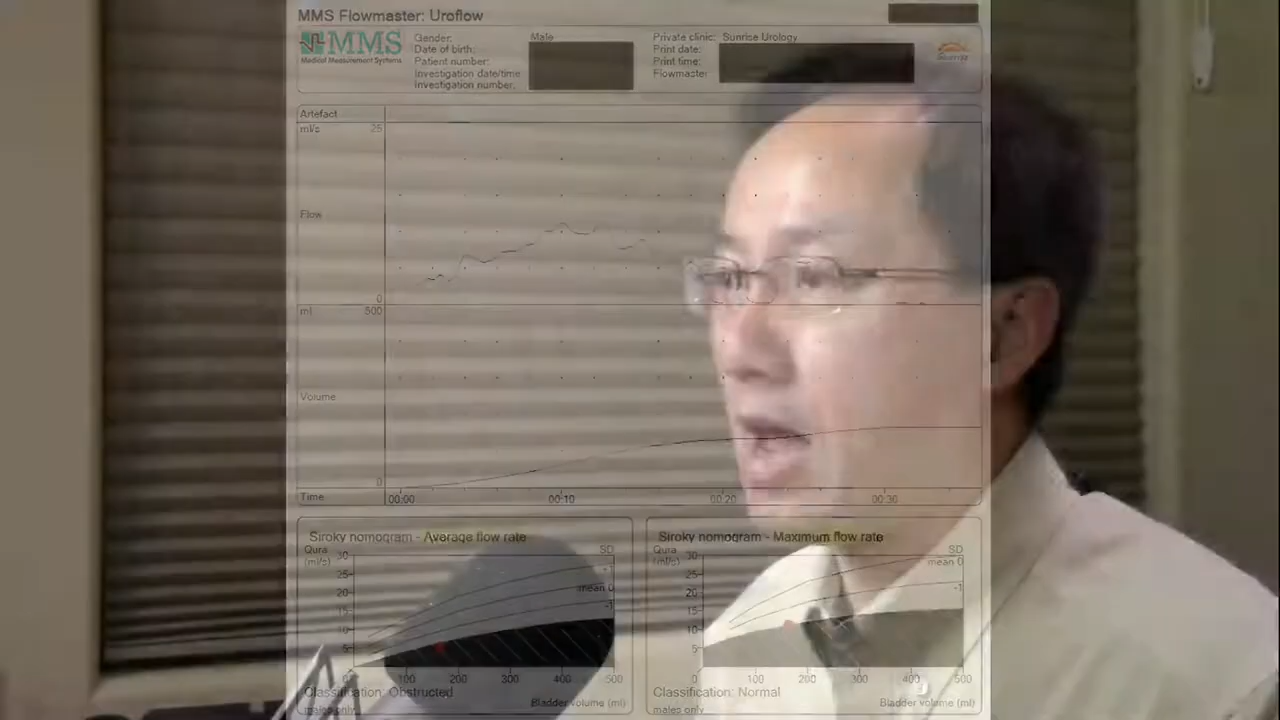 MMS Flowmaster: Uroflow
MMS
Medical Measurement Systems
Gender: Male
Date of birth:
Patient number:
Investigation date/time
Investigation number:
Private clinic: Sunrise Urology
Print date:
Print time:
Flowmaster
Artefact
ml/s 25
Flow
0
ml 500
Volume
0
Time 00:00 00:10 00:20 00:30
Siroky nomogram - Average flow rate
Qura SD
(ml/s)
30
25
20
15
10
5
0
+1
mean 0
-1
100 200 300 400 500
Classification: Obstructed
Bladder volume (ml)
males only
Siroky nomogram - Maximum flow rate
Qura SD
(ml/s)
30
25
20
15
10
5
0
mean 0
-1
100 200 300 400 500
Classification: Normal
Bladder volume (ml)
males only